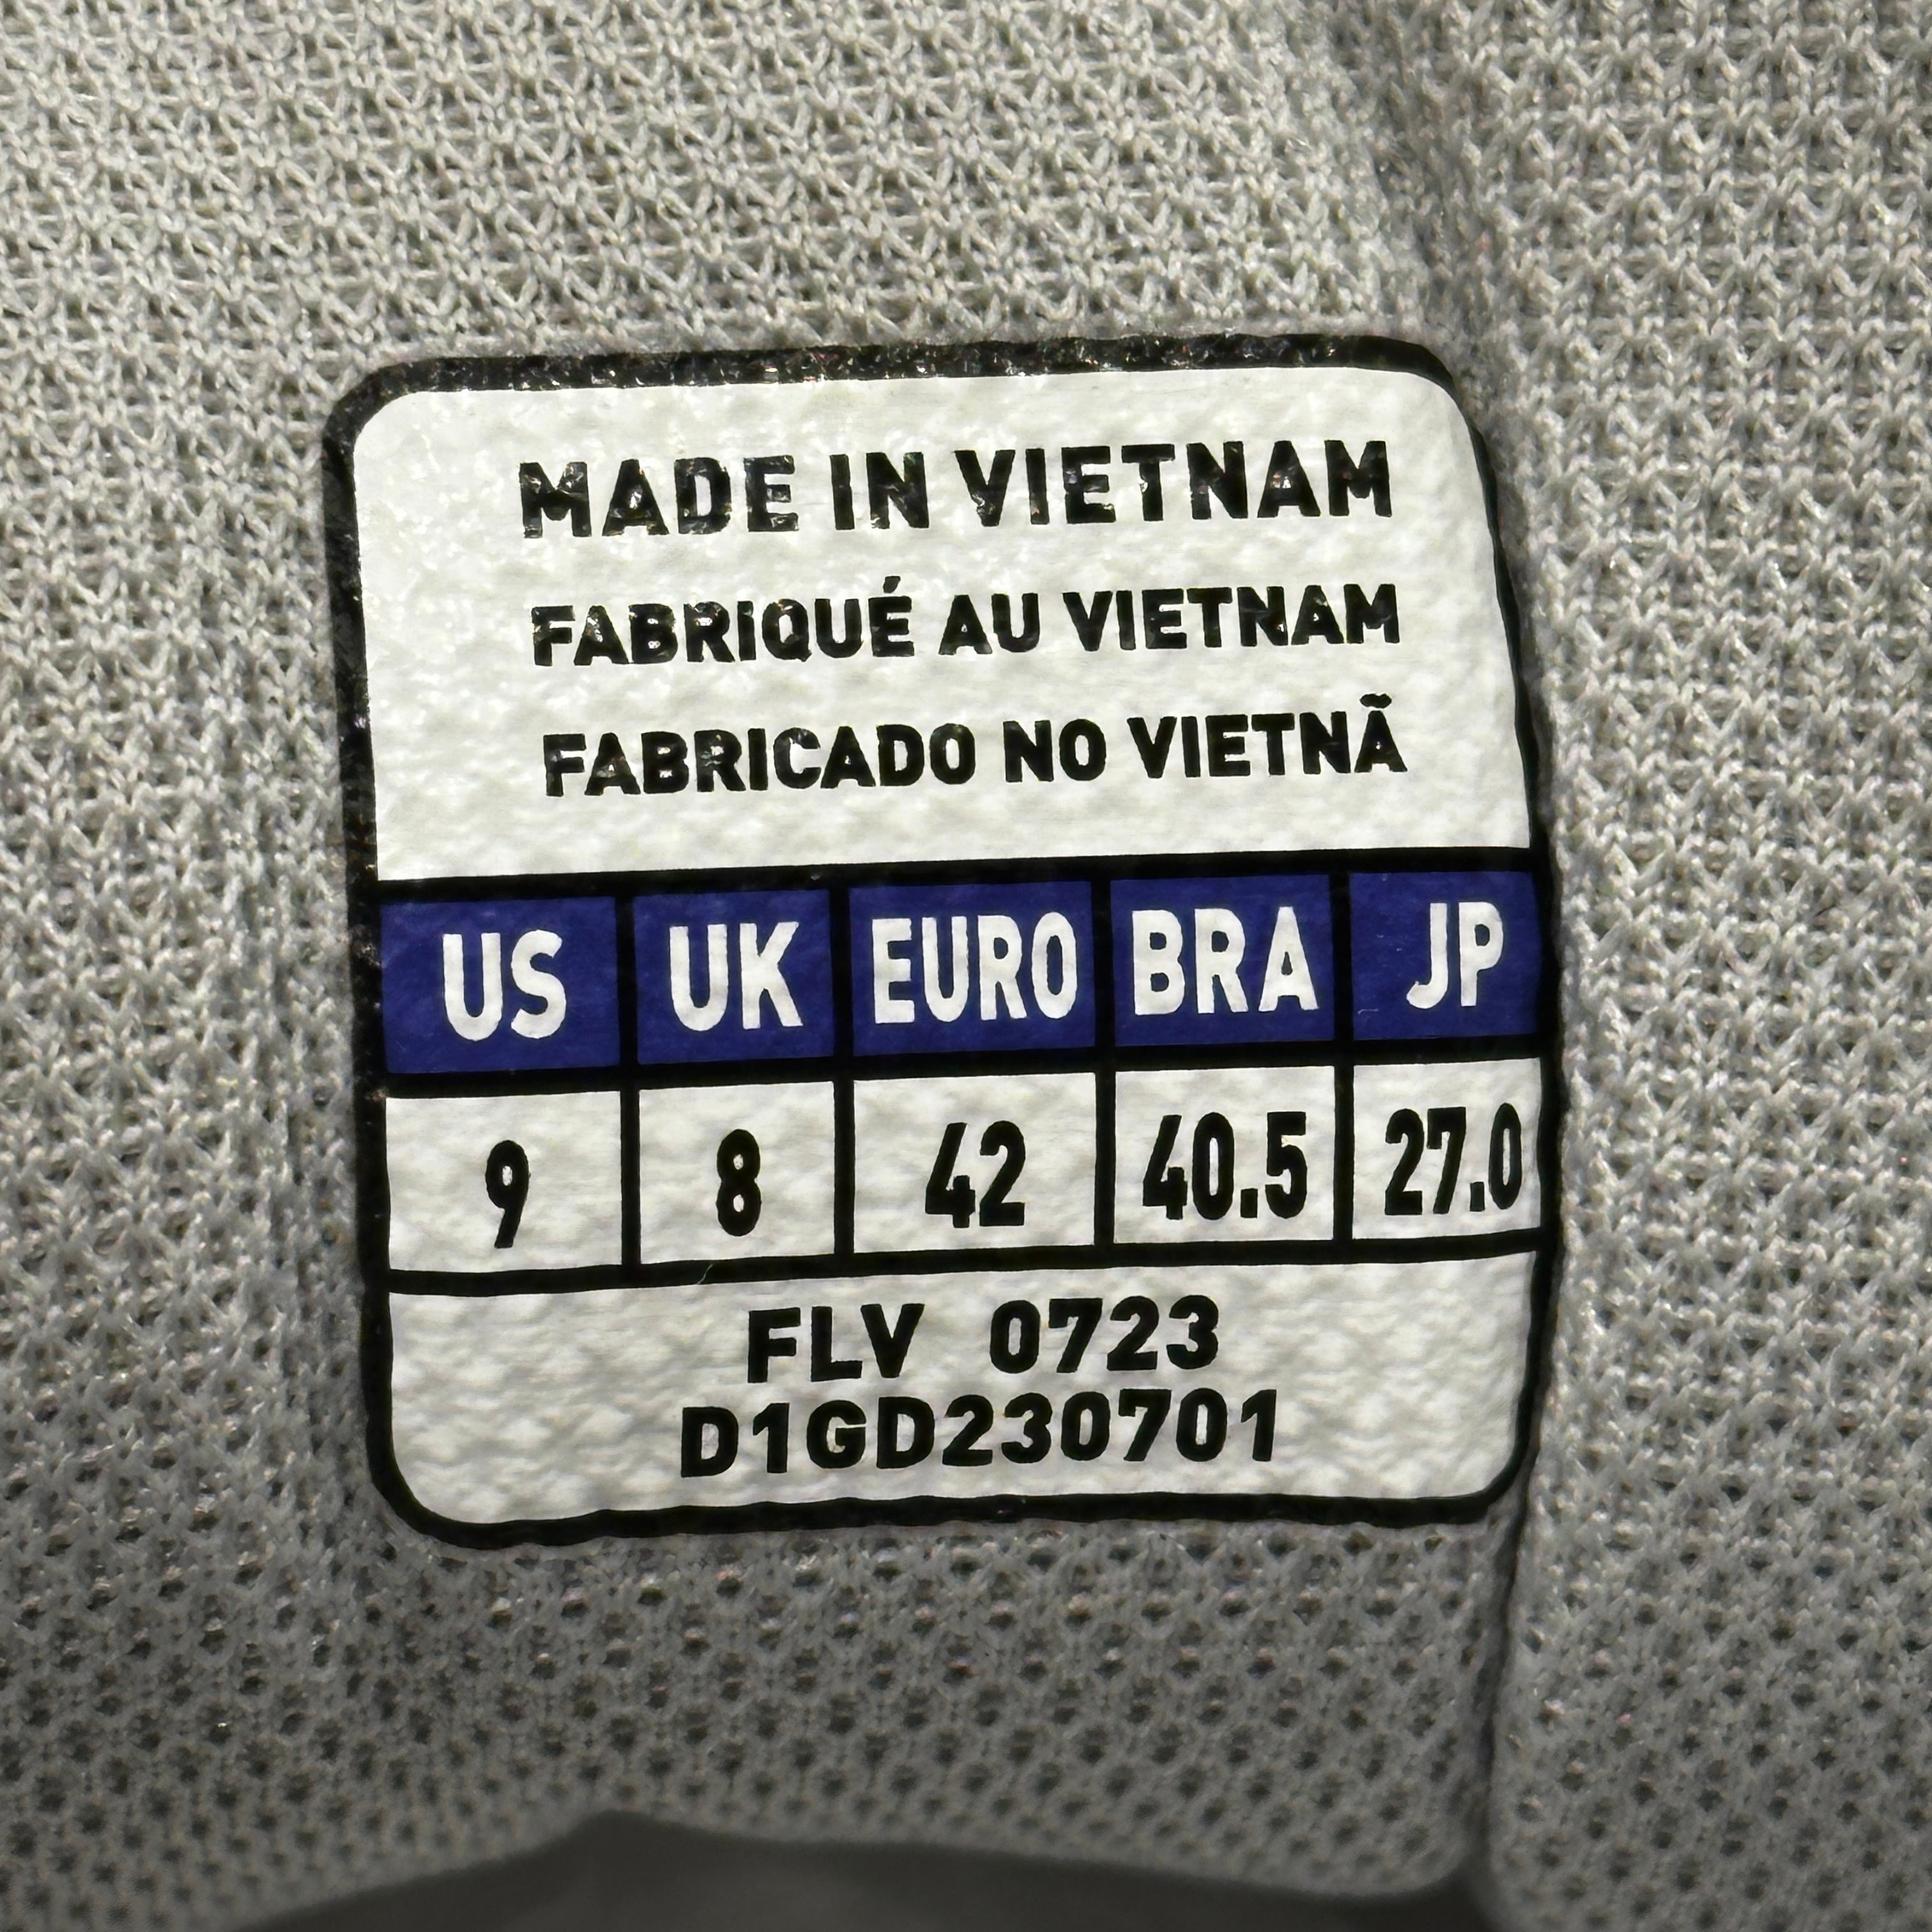 MADE IN VIETNAM
FABRIQUÉ AU VIETNAM
FABRICADO NO VIETNÃ
US UK EURO BRA JP
9 8 42 40.5 27.0
FLV 0723
D1GD230701